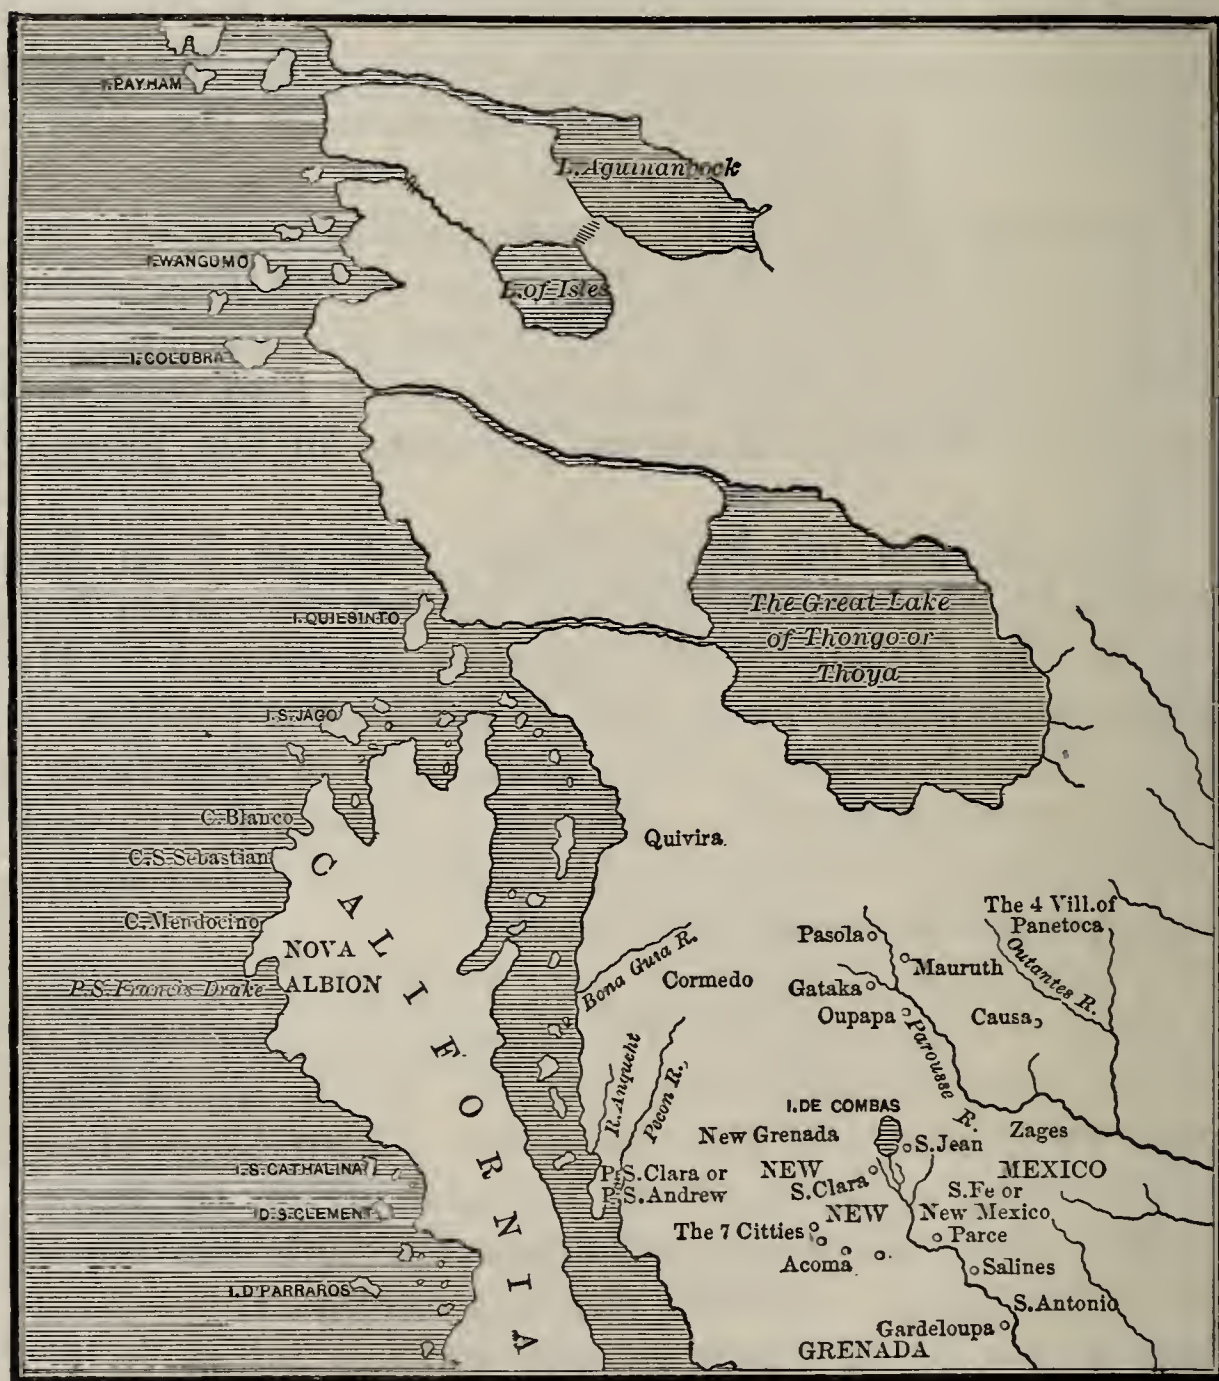 I. PAYHAM
L. Aguinanbock
I. WANGUMO
L. of Isles
I. COLUBRA
The Great Lake
of Thongo or
Thoya
I. QUIESINTO
I. S. JAGO
C. Blanco
C. S. Sebastian
C. Mendocino
NOVA
ALBION
P. S. Francis Drake
CALIFORNIA
Quivira.
The 4 Vill. of
Panetoca
Pasola
Mauruth
Outantes R.
Bona Guia R.
Cormedo
Gataka
Oupapa
Causa
Parousse R.
R. Anqucht
Pocon R.
I. DE COMBAS
New Grenada
S. Jean
Zages
I. S. CATHALINA
P. S. Clara or
P. S. Andrew
NEW
S. Clara
MEXICO
I. D. S. CLEMENT
NEW
S. Fe or
New Mexico
The 7 Citties
Parce
Acoma
Salines
I. D'PARRAROS
S. Antonio
Gardeloupa
GRENADA